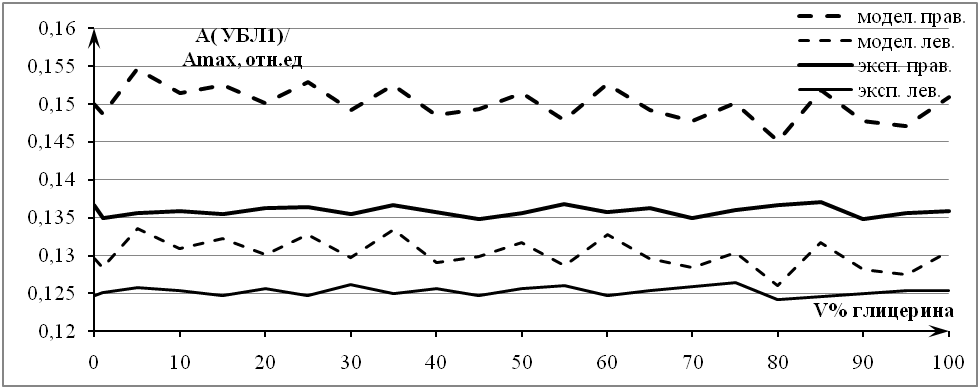 0,16
0,155
0,15
0,145
0,14
0,135
0,13
0,125
0,12
А( УБЛ1)/
Amax, отн.ед
модел. прав.
модел. лев.
эксп. прав.
эксп. лев.
V% глицерина
0 10 20 30 40 50 60 70 80 90 100